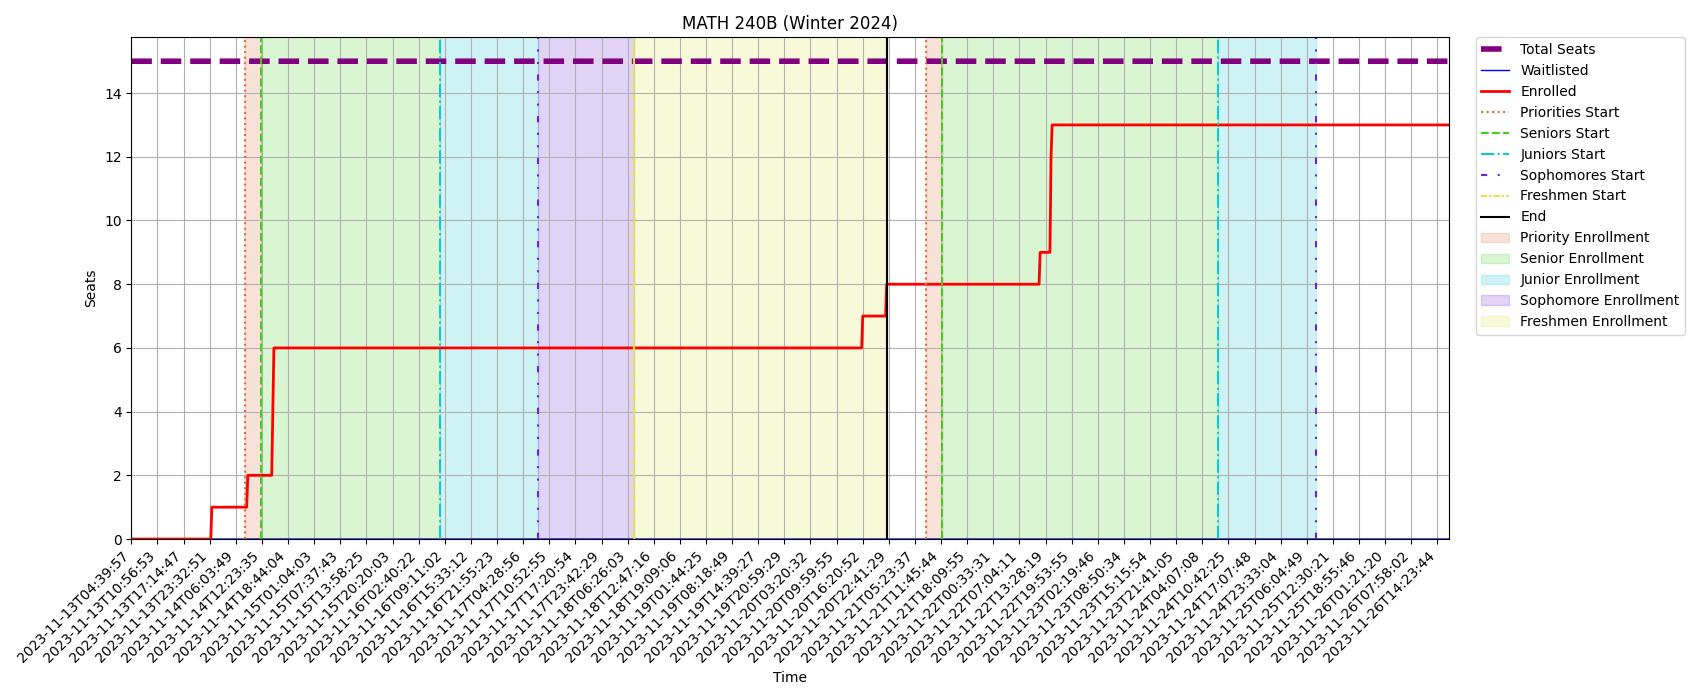 MATH 240B (Winter 2024)
Seats
14
12
10
8
6
4
2
0
2023-11-13T04:39:57
2023-11-13T10:56:53
2023-11-13T17:14:47
2023-11-13T23:32:51
2023-11-14T06:03:49
2023-11-14T12:23:35
2023-11-14T18:44:04
2023-11-15T01:04:03
2023-11-15T07:37:43
2023-11-15T13:58:25
2023-11-15T20:20:03
2023-11-16T02:40:22
2023-11-16T09:11:02
2023-11-16T15:33:12
2023-11-16T21:55:23
2023-11-17T04:28:56
2023-11-17T10:52:55
2023-11-17T17:20:54
2023-11-17T23:42:29
2023-11-18T06:26:03
2023-11-18T12:47:16
2023-11-18T19:09:06
2023-11-19T01:44:25
2023-11-19T08:18:49
2023-11-19T14:39:27
2023-11-19T20:59:29
2023-11-20T03:20:32
2023-11-20T09:59:55
2023-11-20T16:20:52
2023-11-20T22:41:29
2023-11-21T05:23:37
2023-11-21T11:45:44
2023-11-21T18:09:55
2023-11-22T00:33:31
2023-11-22T07:04:11
2023-11-22T13:28:19
2023-11-22T19:53:55
2023-11-23T02:19:46
2023-11-23T08:50:34
2023-11-23T15:15:54
2023-11-23T21:41:05
2023-11-24T04:07:08
2023-11-24T10:42:25
2023-11-24T17:07:48
2023-11-24T23:33:04
2023-11-25T06:04:49
2023-11-25T12:30:21
2023-11-25T18:55:46
2023-11-26T01:21:20
2023-11-26T07:58:02
2023-11-26T14:23:44
Time
Total Seats
Waitlisted
Enrolled
Priorities Start
Seniors Start
Juniors Start
Sophomores Start
Freshmen Start
End
Priority Enrollment
Senior Enrollment
Junior Enrollment
Sophomore Enrollment
Freshmen Enrollment